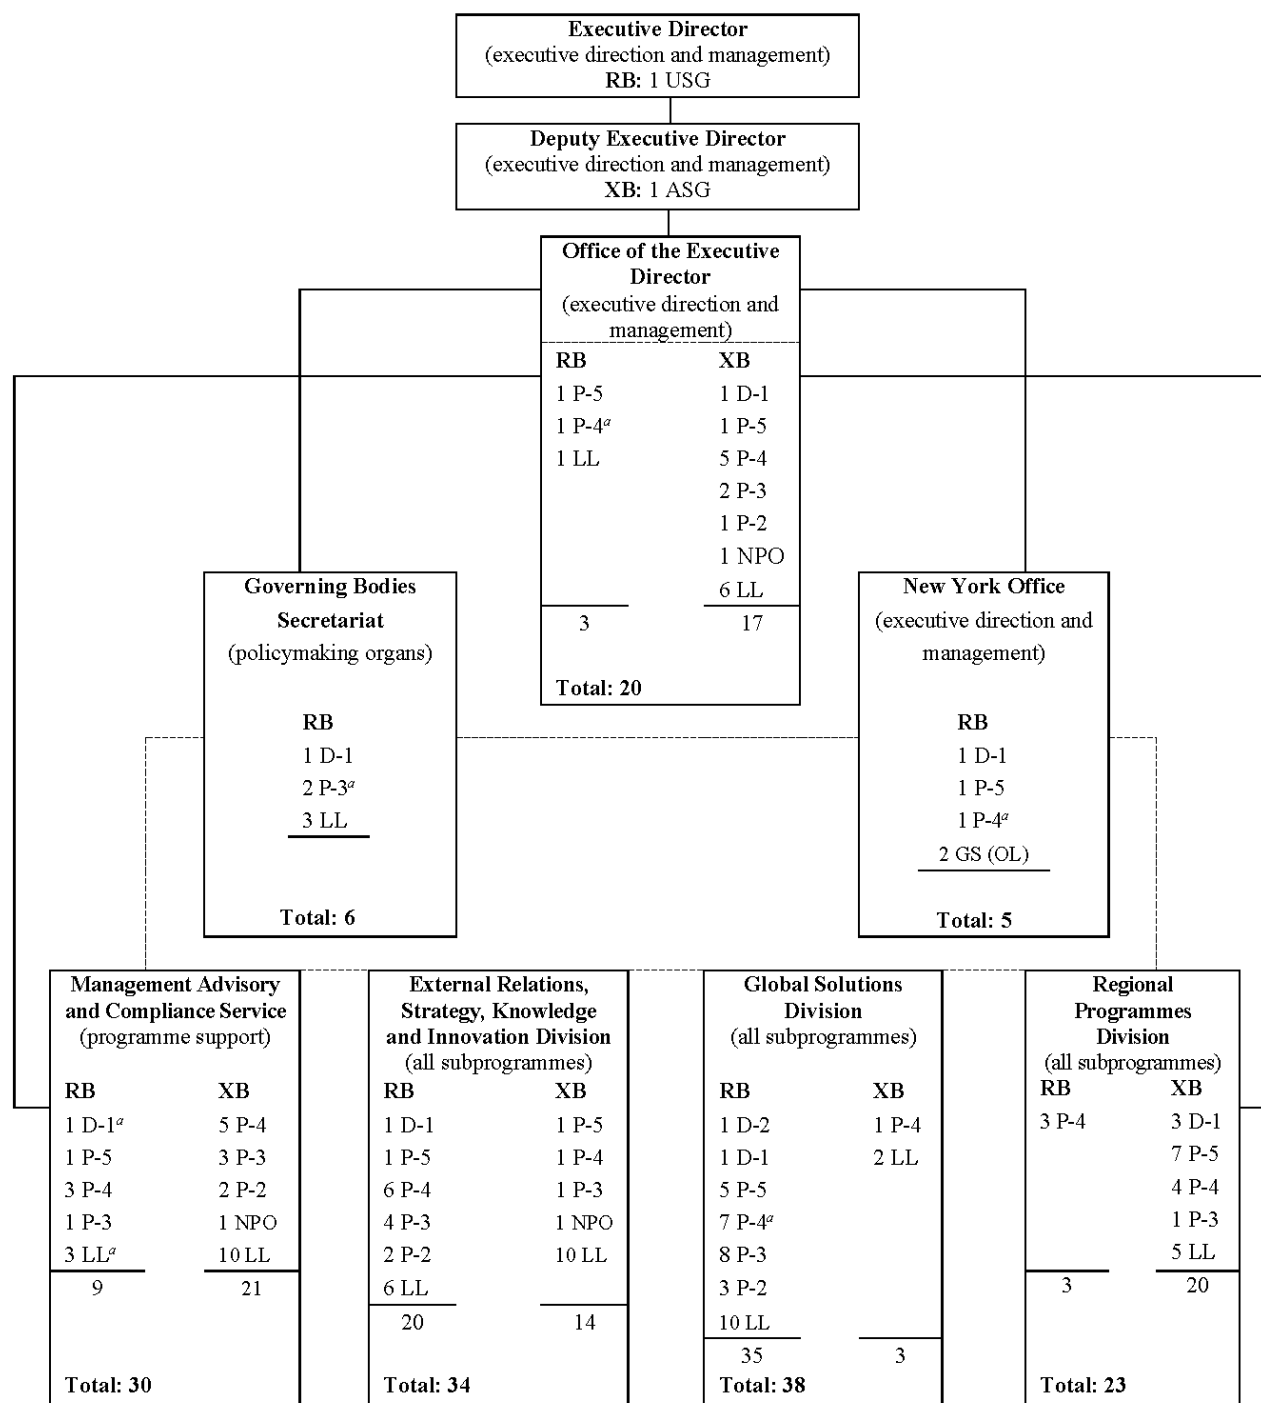 Executive Director
(executive direction and management)
RB: 1 USG
Deputy Executive Director
(executive direction and management)
XB: 1 ASG
Office of the Executive
Director
(executive direction and
management)
RB XB
1 P-5 1 D-1
1 P-4ᵃ 1 P-5
1 LL 5 P-4
2 P-3
1 P-2
1 NPO
6 LL
3 17
Total: 20
Governing Bodies
Secretariat
(policymaking organs)
RB
1 D-1
2 P-3ᵃ
3 LL
Total: 6
New York Office
(executive direction and
management)
RB
1 D-1
1 P-5
1 P-4ᵃ
2 GS (OL)
Total: 5
Management Advisory
and Compliance Service
(programme support)
RB XB
1 D-1ᵃ 5 P-4
1 P-5 3 P-3
3 P-4 2 P-2
1 P-3 1 NPO
3 LLᵃ 10 LL
9 21
Total: 30
External Relations,
Strategy, Knowledge
and Innovation Division
(all subprogrammes)
RB XB
1 D-1 1 P-5
1 P-5 1 P-4
6 P-4 1 P-3
4 P-3 1 NPO
2 P-2 10 LL
6 LL
20 14
Total: 34
Global Solutions
Division
(all subprogrammes)
RB XB
1 D-2 1 P-4
1 D-1 2 LL
5 P-5
7 P-4ᵃ
8 P-3
3 P-2
10 LL
35 3
Total: 38
Regional
Programmes
Division
(all subprogrammes)
RB XB
3 P-4 3 D-1
7 P-5
4 P-4
1 P-3
5 LL
3 20
Total: 23